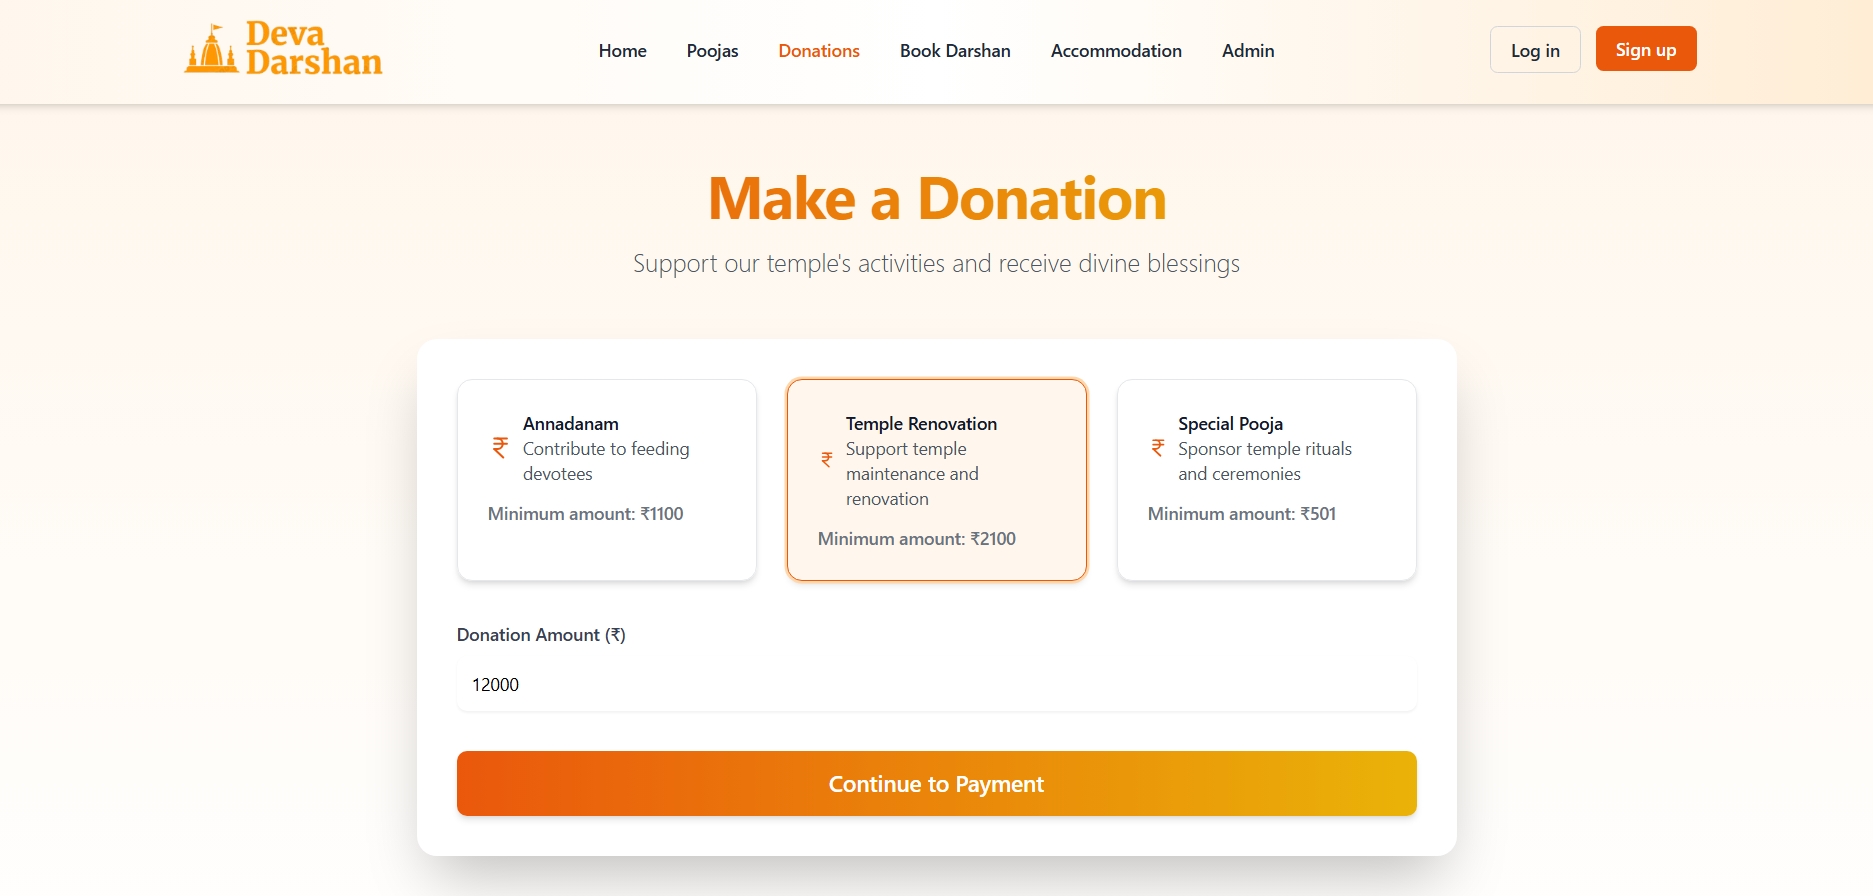 Deva
Darshan
Home Poojas Donations Book Darshan Accommodation Admin
Log in Sign up
Make a Donation
Support our temple's activities and receive divine blessings
Annadanam
₹ Contribute to feeding
devotees
Minimum amount: ₹1100
Temple Renovation
Support temple
₹ maintenance and
renovation
Minimum amount: ₹2100
Special Pooja
₹ Sponsor temple rituals
and ceremonies
Minimum amount: ₹501
Donation Amount (₹)
12000
Continue to Payment